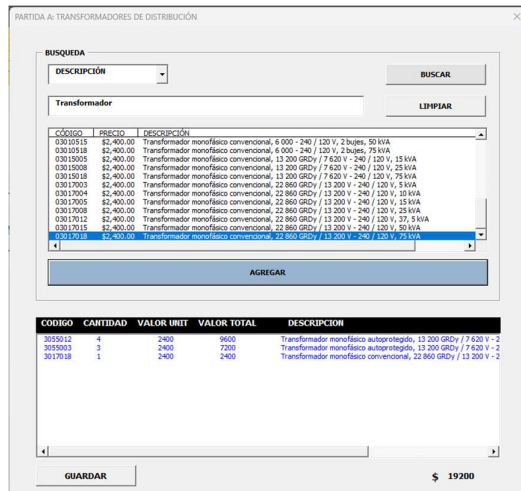 PARTIDA A: TRANSFORMADORES DE DISTRIBUCIÓN
BUSQUEDA
DESCRIPCIÓN
BUSCAR
Transformador
LIMPIAR
CÓDIGO PRECIO DESCRIPCIÓN
03010515 $2,400.00 Transformador monofásico convencional, 6 000 - 240 / 120 V, 2 bujes, 50 kVA
03010518 $2,400.00 Transformador monofásico convencional, 6 000 - 240 / 120 V, 2 bujes, 75 kVA
03015005 $2,400.00 Transformador monofásico convencional, 13 200 GRDy / 7 620 V - 240 / 120 V, 15 kVA
03015008 $2,400.00 Transformador monofásico convencional, 13 200 GRDy / 7 620 V - 240 / 120 V, 25 kVA
03015018 $2,400.00 Transformador monofásico convencional, 13 200 GRDy / 7 620 V - 240 / 120 V, 75 kVA
03017003 $2,400.00 Transformador monofásico convencional, 22 860 GRDy / 13 200 V - 240 / 120 V, 5 kVA
03017004 $2,400.00 Transformador monofásico convencional, 22 860 GRDy / 13 200 V - 240 / 120 V, 10 kVA
03017005 $2,400.00 Transformador monofásico convencional, 22 860 GRDy / 13 200 V - 240 / 120 V, 15 kVA
03017008 $2,400.00 Transformador monofásico convencional, 22 860 GRDy / 13 200 V - 240 / 120 V, 25 kVA
03017012 $2,400.00 Transformador monofásico convencional, 22 860 GRDy / 13 200 V - 240 / 120 V, 37, 5 kVA
03017015 $2,400.00 Transformador monofásico convencional, 22 860 GRDy / 13 200 V - 240 / 120 V, 50 kVA
03017018 $2,400.00 Transformador monofásico convencional, 22 860 GRDy / 13 200 V - 240 / 120 V, 75 kVA
AGREGAR
CODIGO CANTIDAD VALOR UNIT VALOR TOTAL DESCRIPCION
3055012 4 2400 9600 Transformador monofásico autoprotegido, 13 200 GRDy / 7 620 V - 2
3055003 3 2400 7200 Transformador monofásico autoprotegido, 13 200 GRDy / 7 620 V - 2
3017018 1 2400 2400 Transformador monofásico convencional, 22 860 GRDy / 13 200 V - 2
GUARDAR
$ 19200